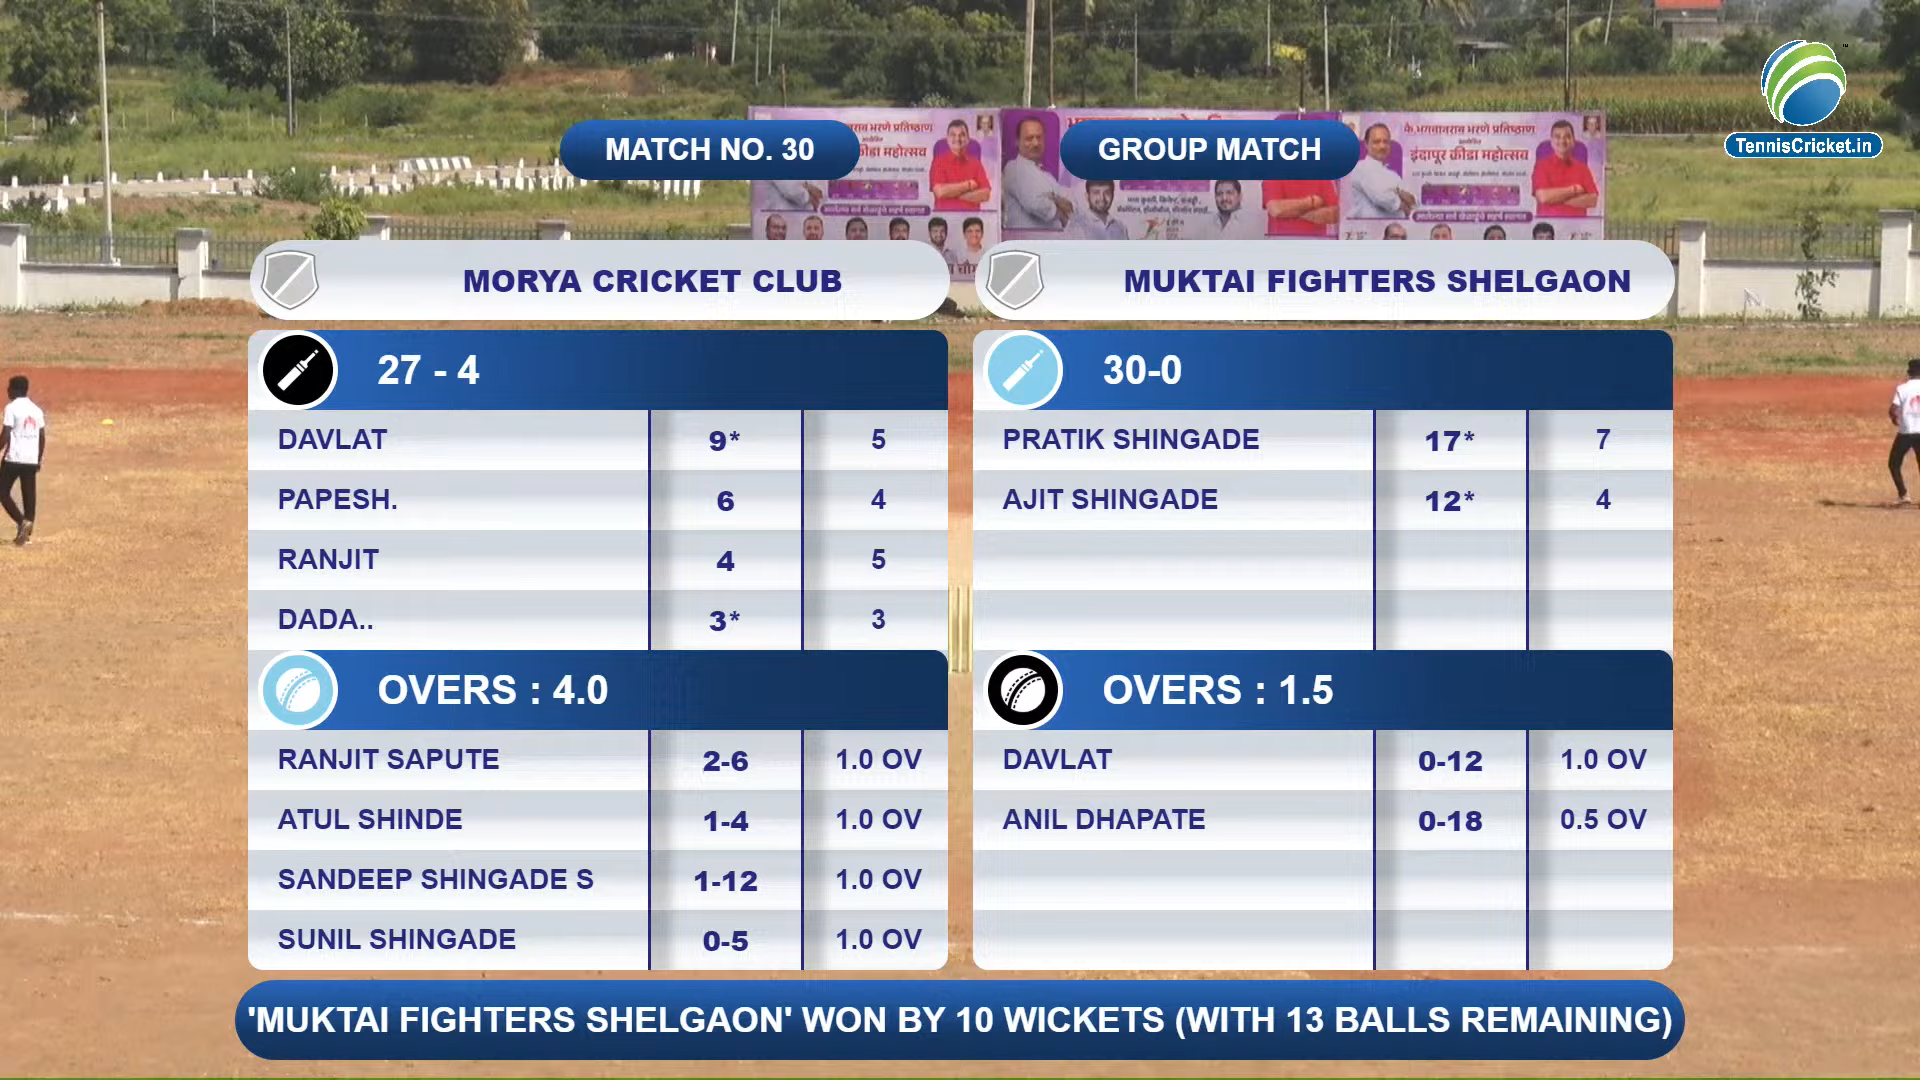 TennisCricket.in
MATCH NO. 30
GROUP MATCH
के.भगवानराव भरणे प्रतिष्ठाण
इंदापूर क्रीडा महोत्सव
MORYA CRICKET CLUB
27 - 4
DAVLAT 9* 5
PAPESH. 6 4
RANJIT 4 5
DADA.. 3* 3
OVERS : 4.0
RANJIT SAPUTE 2-6 1.0 OV
ATUL SHINDE 1-4 1.0 OV
SANDEEP SHINGADE S 1-12 1.0 OV
SUNIL SHINGADE 0-5 1.0 OV
MUKTAI FIGHTERS SHELGAON
30-0
PRATIK SHINGADE 17* 7
AJIT SHINGADE 12* 4
OVERS : 1.5
DAVLAT 0-12 1.0 OV
ANIL DHAPATE 0-18 0.5 OV
'MUKTAI FIGHTERS SHELGAON' WON BY 10 WICKETS (WITH 13 BALLS REMAINING)